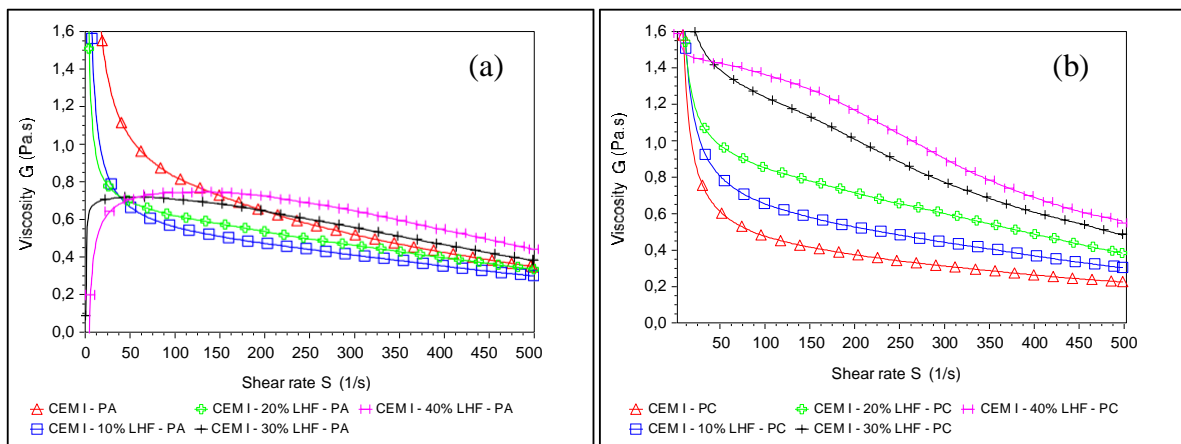 (a)
Viscosity G (Pa.s)
1,6
1,4
1,2
1,0
0,8
0,6
0,4
0,2
0,0
0 50 100 150 200 250 300 350 400 450 500
Shear rate S (1/s)
CEM I - PA CEM I - 20% LHF - PA CEM I - 40% LHF - PA
CEM I - 10% LHF - PA CEM I - 30% LHF - PA
(b)
Viscosity G (Pa.s)
1,6
1,4
1,2
1,0
0,8
0,6
0,4
0,2
0,0
50 100 150 200 250 300 350 400 450 500
Shear rate S (1/s)
CEM I - PC CEM I - 20% LHF - PC CEM I - 40% LHF - PC
CEM I - 10% LHF - PC CEM I - 30% LHF - PC